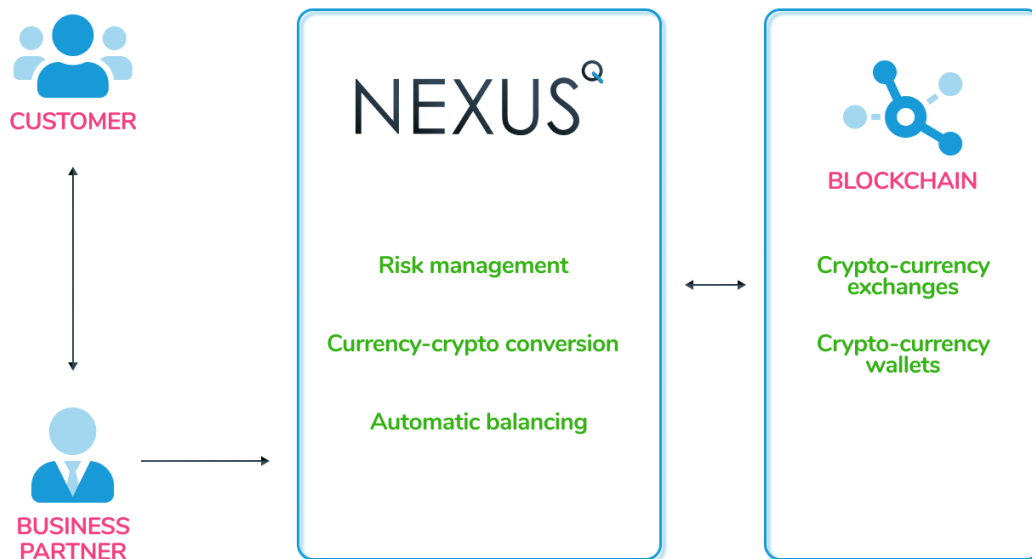 CUSTOMER
BUSINESS
PARTNER
NEXUS Q
Risk management
Currency-crypto conversion
Automatic balancing
BLOCKCHAIN
Crypto-currency
exchanges
Crypto-currency
wallets